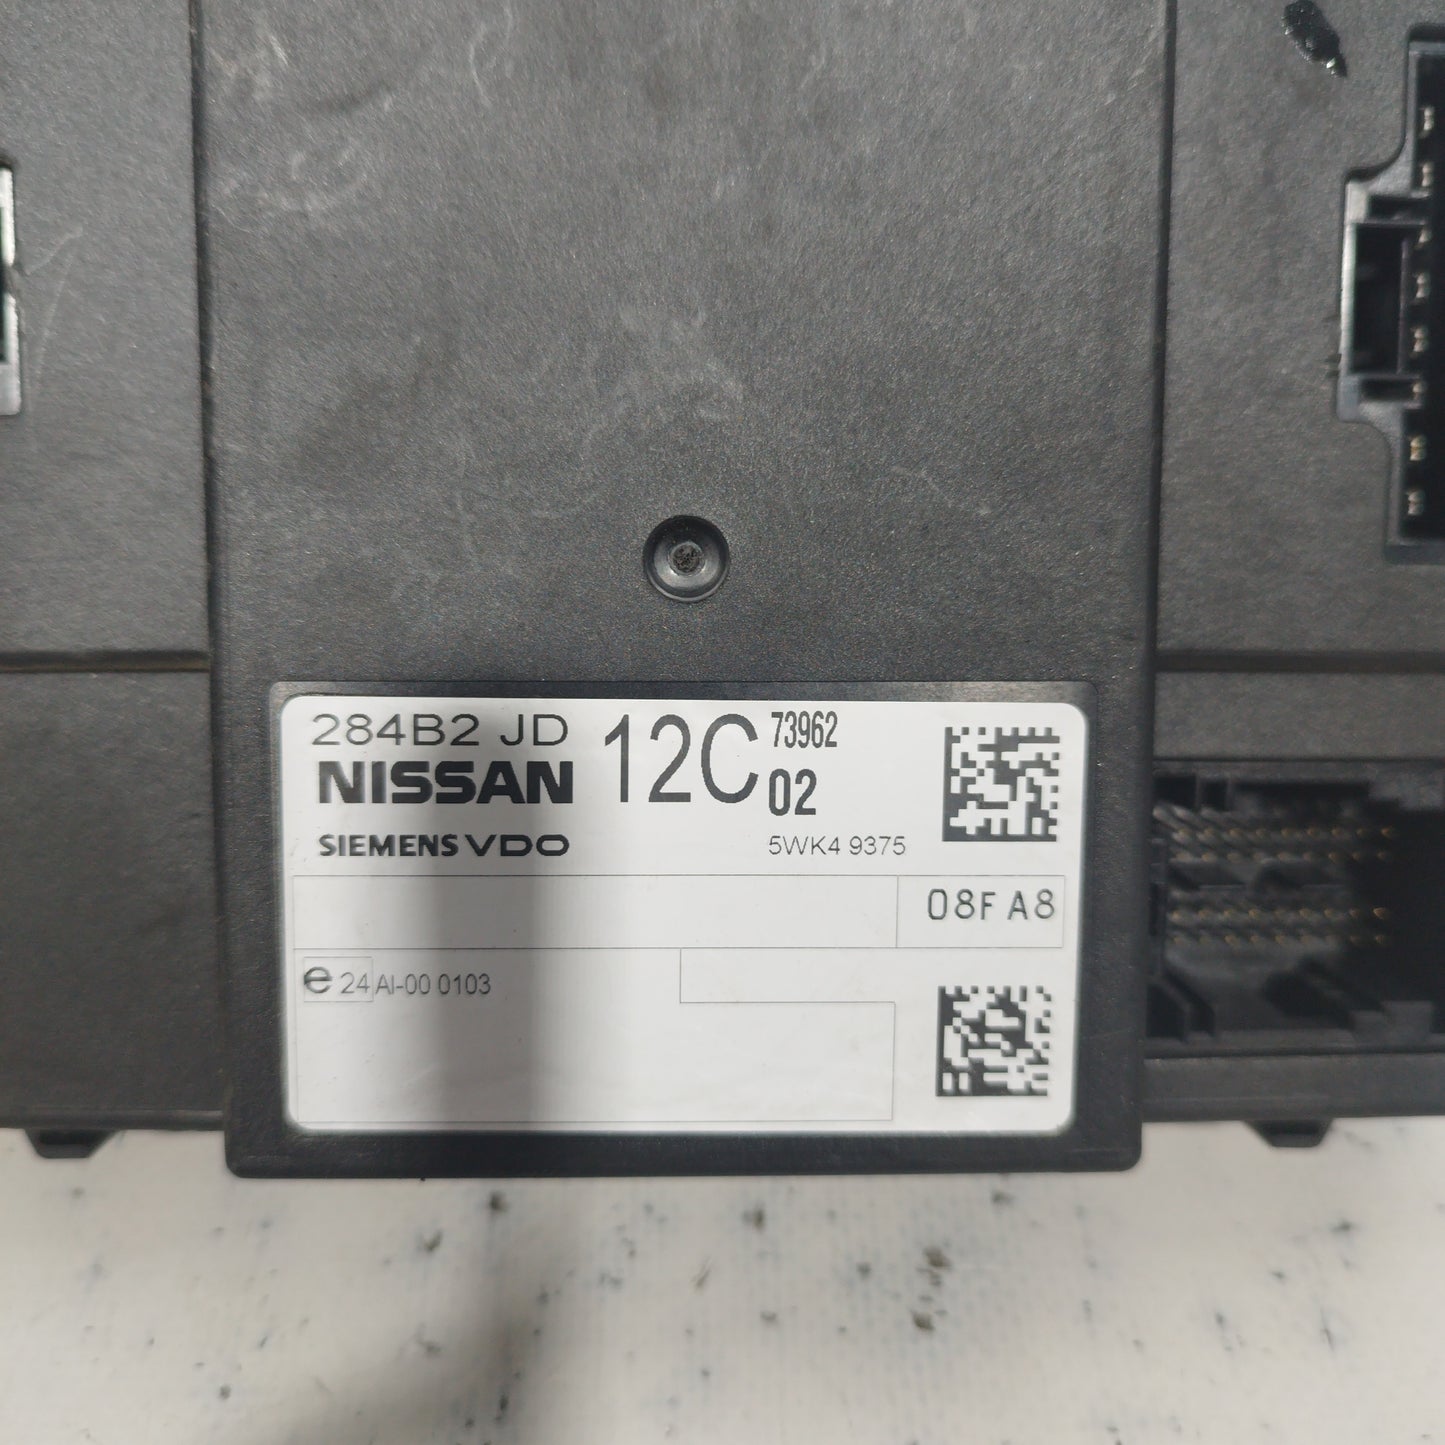 284B2 JD 12C 73962
NISSAN 02
SIEMENS VDO 5WK4 9375
08F A8
e 24 AI-00 0103